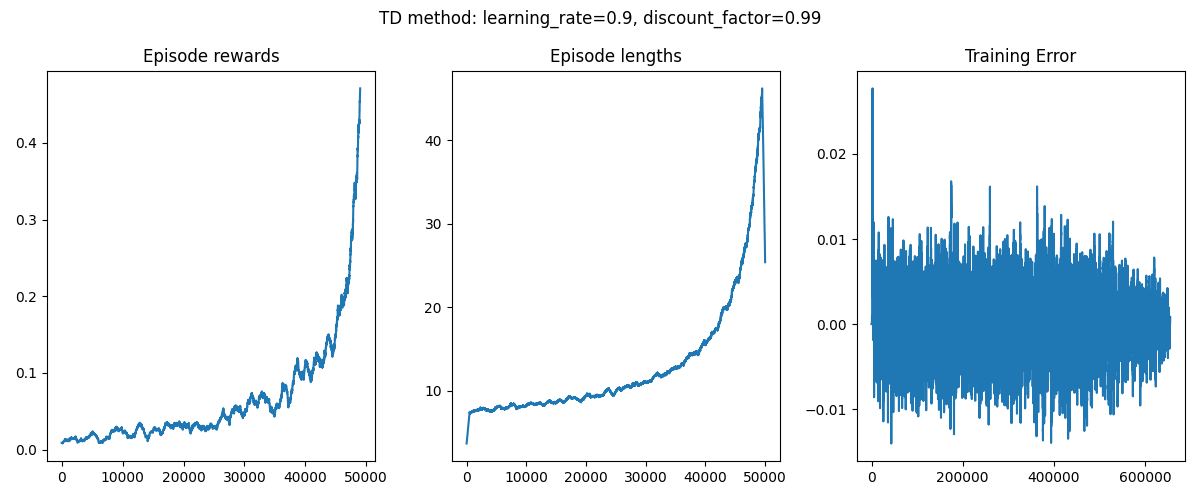 TD method: learning_rate=0.9, discount_factor=0.99
Episode rewards
0.4
0.3
0.2
0.1
0.0
0 10000 20000 30000 40000 50000
Episode lengths
40
30
20
10
0 10000 20000 30000 40000 50000
Training Error
0.02
0.01
0.00
−0.01
0 200000 400000 600000